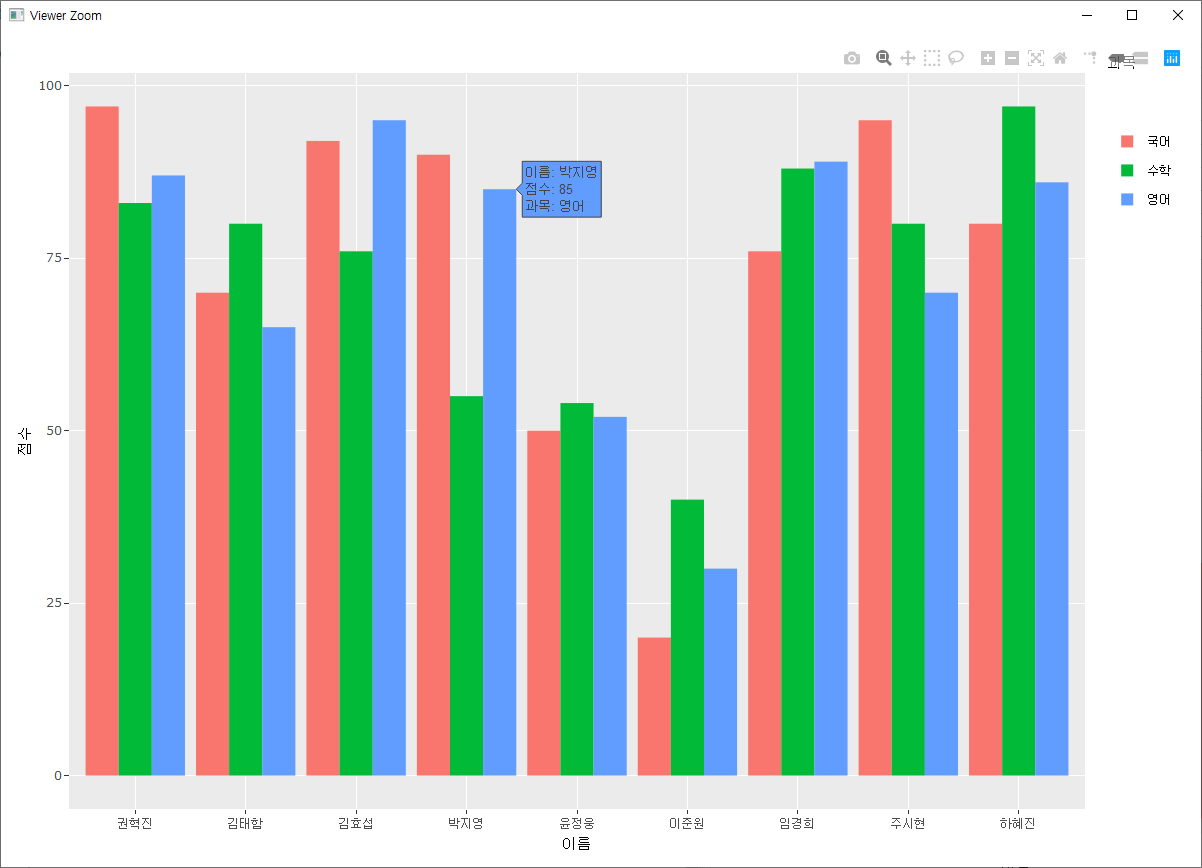 Viewer Zoom
과목
100
75
50
25
0
점수
국어
수학
영어
이름: 박지영
점수: 85
과목: 영어
권혁진 김태함 김효섭 박지영 윤정웅 이준원 임경희 주시현 하혜진
이름